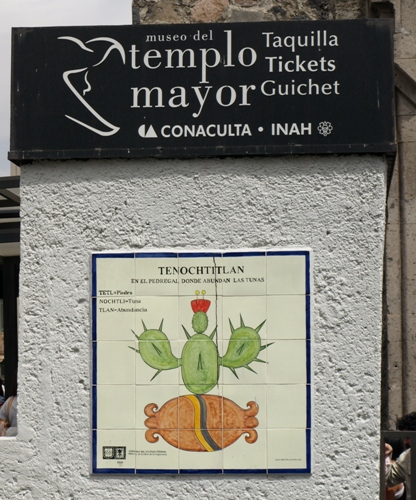 museo del
templo
mayor
Taquilla
Tickets
Guichet
CONACULTA • INAH
TENOCHTITLAN
EN EL PEDREGAL DONDE ABUNDAN LAS TUNAS
TETL=Piedra
NOCHTLI=Tuna
TLAN=Abundancia